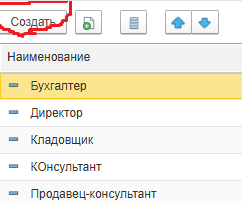 Создать
Наименование
Бухгалтер
Директор
Кладовщик
КОнсультант
Продавец-консультант